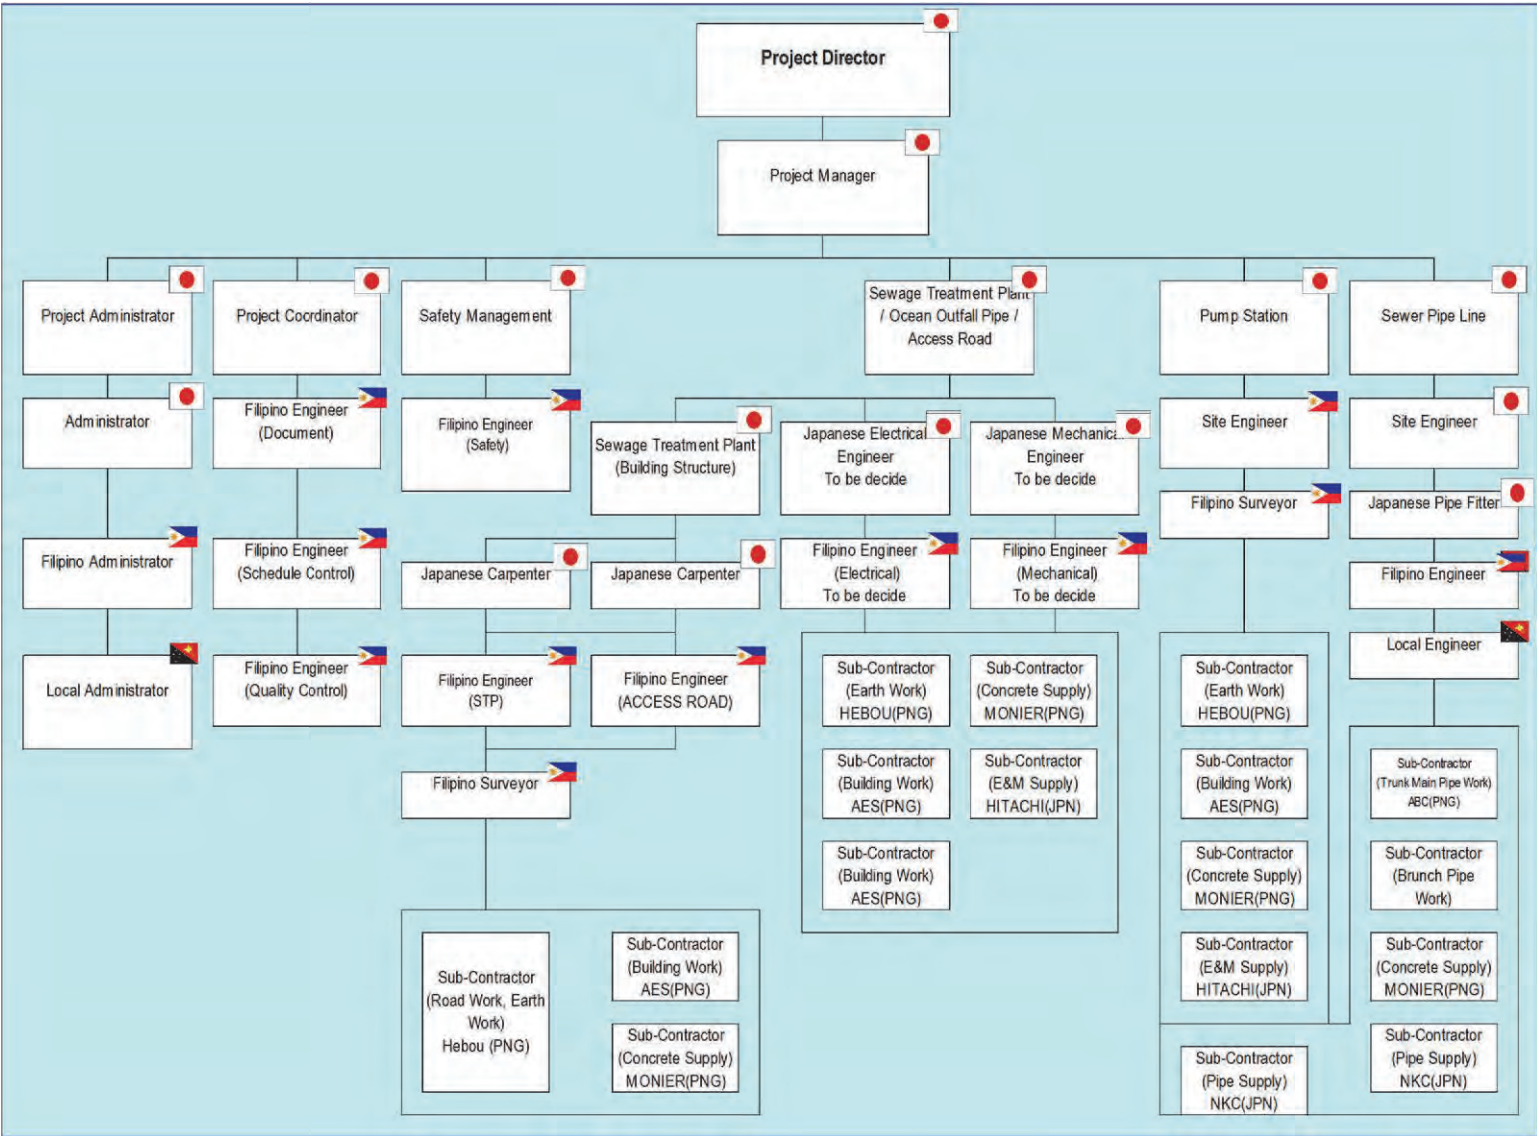 Project Director
Project Manager
Project Administrator
Project Coordinator
Safety Management
Sewage Treatment Plant
/ Ocean Outfall Pipe /
Access Road
Pump Station
Sewer Pipe Line
Administrator
Filipino Engineer
(Document)
Filipino Engineer
(Safety)
Sewage Treatment Plant
(Building Structure)
Japanese Electrical
Engineer
To be decide
Japanese Mechanical
Engineer
To be decide
Site Engineer
Site Engineer
Filipino Surveyor
Japanese Pipe Fitter
Filipino Administrator
Filipino Engineer
(Schedule Control)
Japanese Carpenter
Japanese Carpenter
Filipino Engineer
(Electrical)
To be decide
Filipino Engineer
(Mechanical)
To be decide
Filipino Engineer
Local Engineer
Local Administrator
Filipino Engineer
(Quality Control)
Filipino Engineer
(STP)
Filipino Engineer
(ACCESS ROAD)
Filipino Surveyor
Sub-Contractor
(Earth Work)
HEBOU(PNG)
Sub-Contractor
(Concrete Supply)
MONIER(PNG)
Sub-Contractor
(Building Work)
AES(PNG)
Sub-Contractor
(E&M Supply)
HITACHI(JPN)
Sub-Contractor
(Building Work)
AES(PNG)
Sub-Contractor
(Earth Work)
HEBOU(PNG)
Sub-Contractor
(Building Work)
AES(PNG)
Sub-Contractor
(Concrete Supply)
MONIER(PNG)
Sub-Contractor
(E&M Supply)
HITACHI(JPN)
Sub-Contractor
(Pipe Supply)
NKC(JPN)
Sub-Contractor
(Trunk Main Pipe Work)
ABC(PNG)
Sub-Contractor
(Brunch Pipe
Work)
Sub-Contractor
(Concrete Supply)
MONIER(PNG)
Sub-Contractor
(Pipe Supply)
NKC(JPN)
Sub-Contractor
(Road Work, Earth
Work)
Hebou (PNG)
Sub-Contractor
(Building Work)
AES(PNG)
Sub-Contractor
(Concrete Supply)
MONIER(PNG)